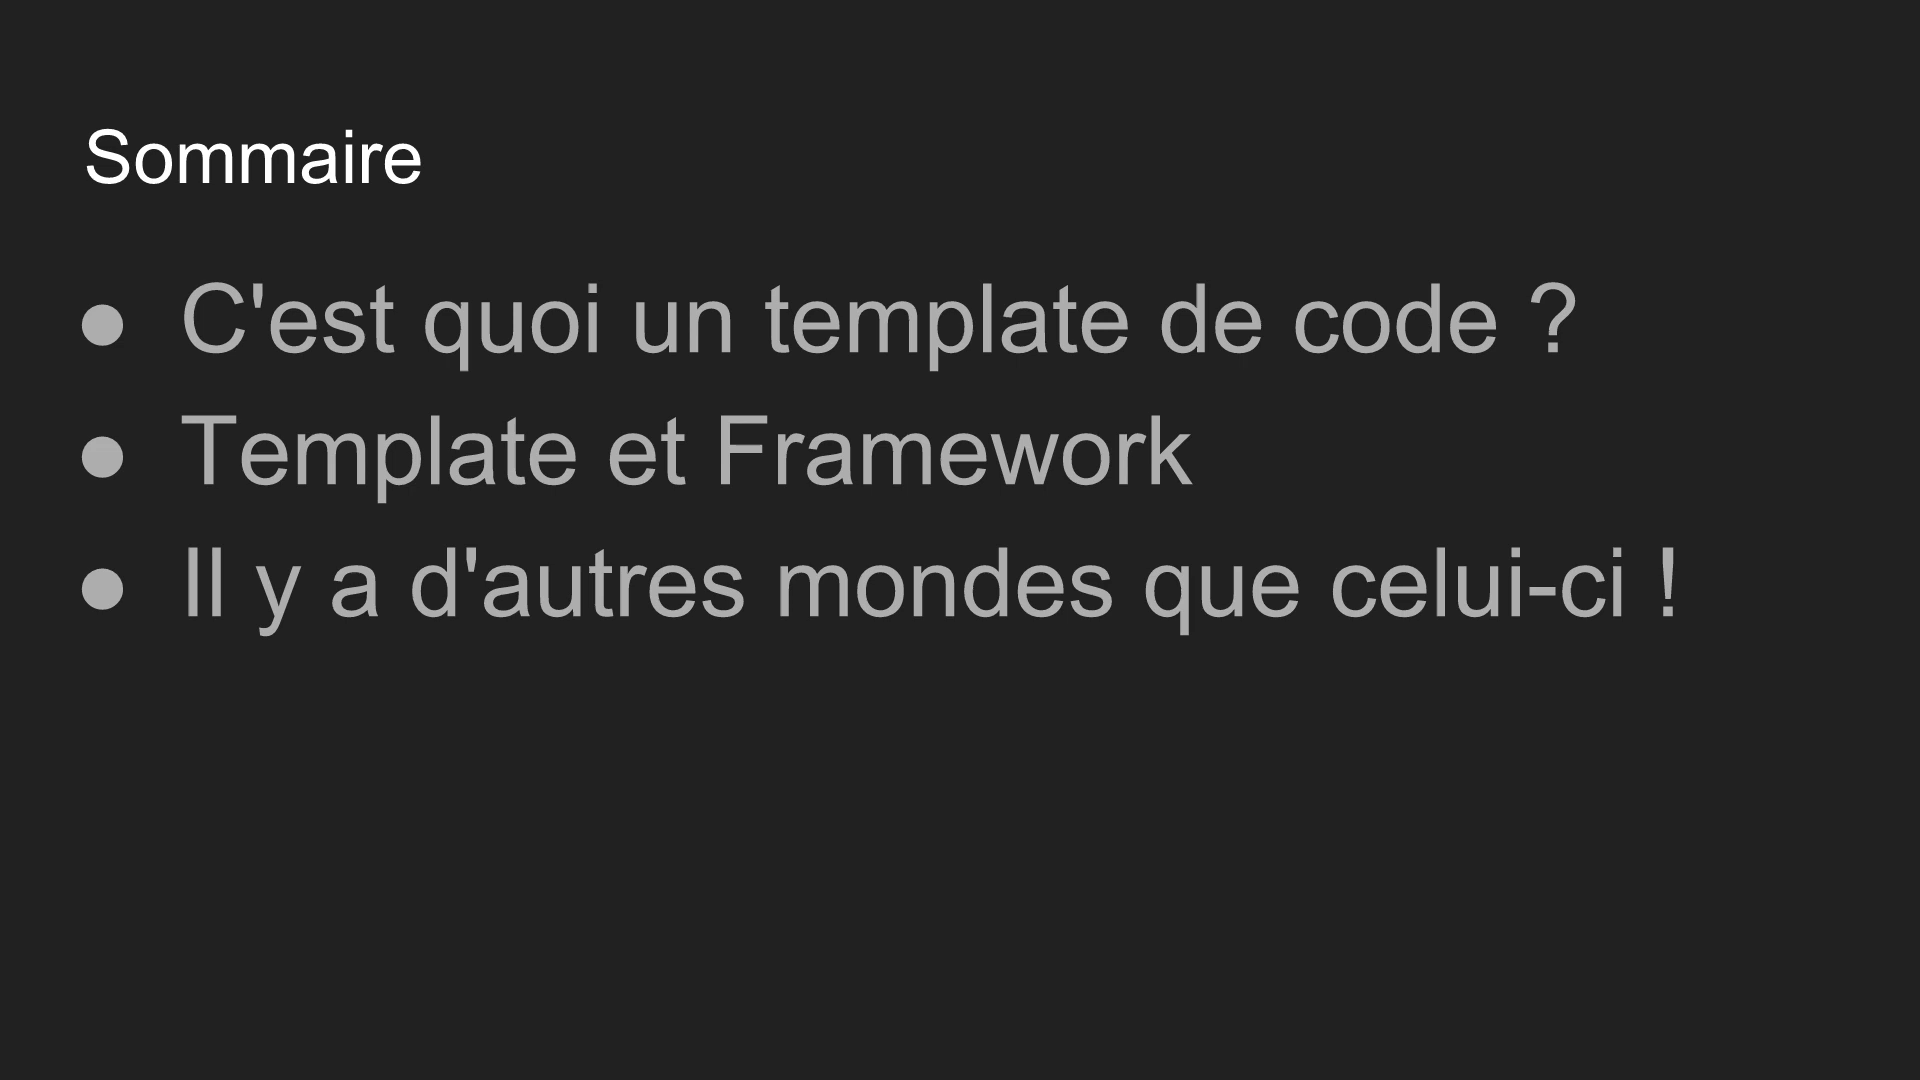 Sommaire
● C'est quoi un template de code ?
● Template et Framework
● Il y a d'autres mondes que celui-ci !